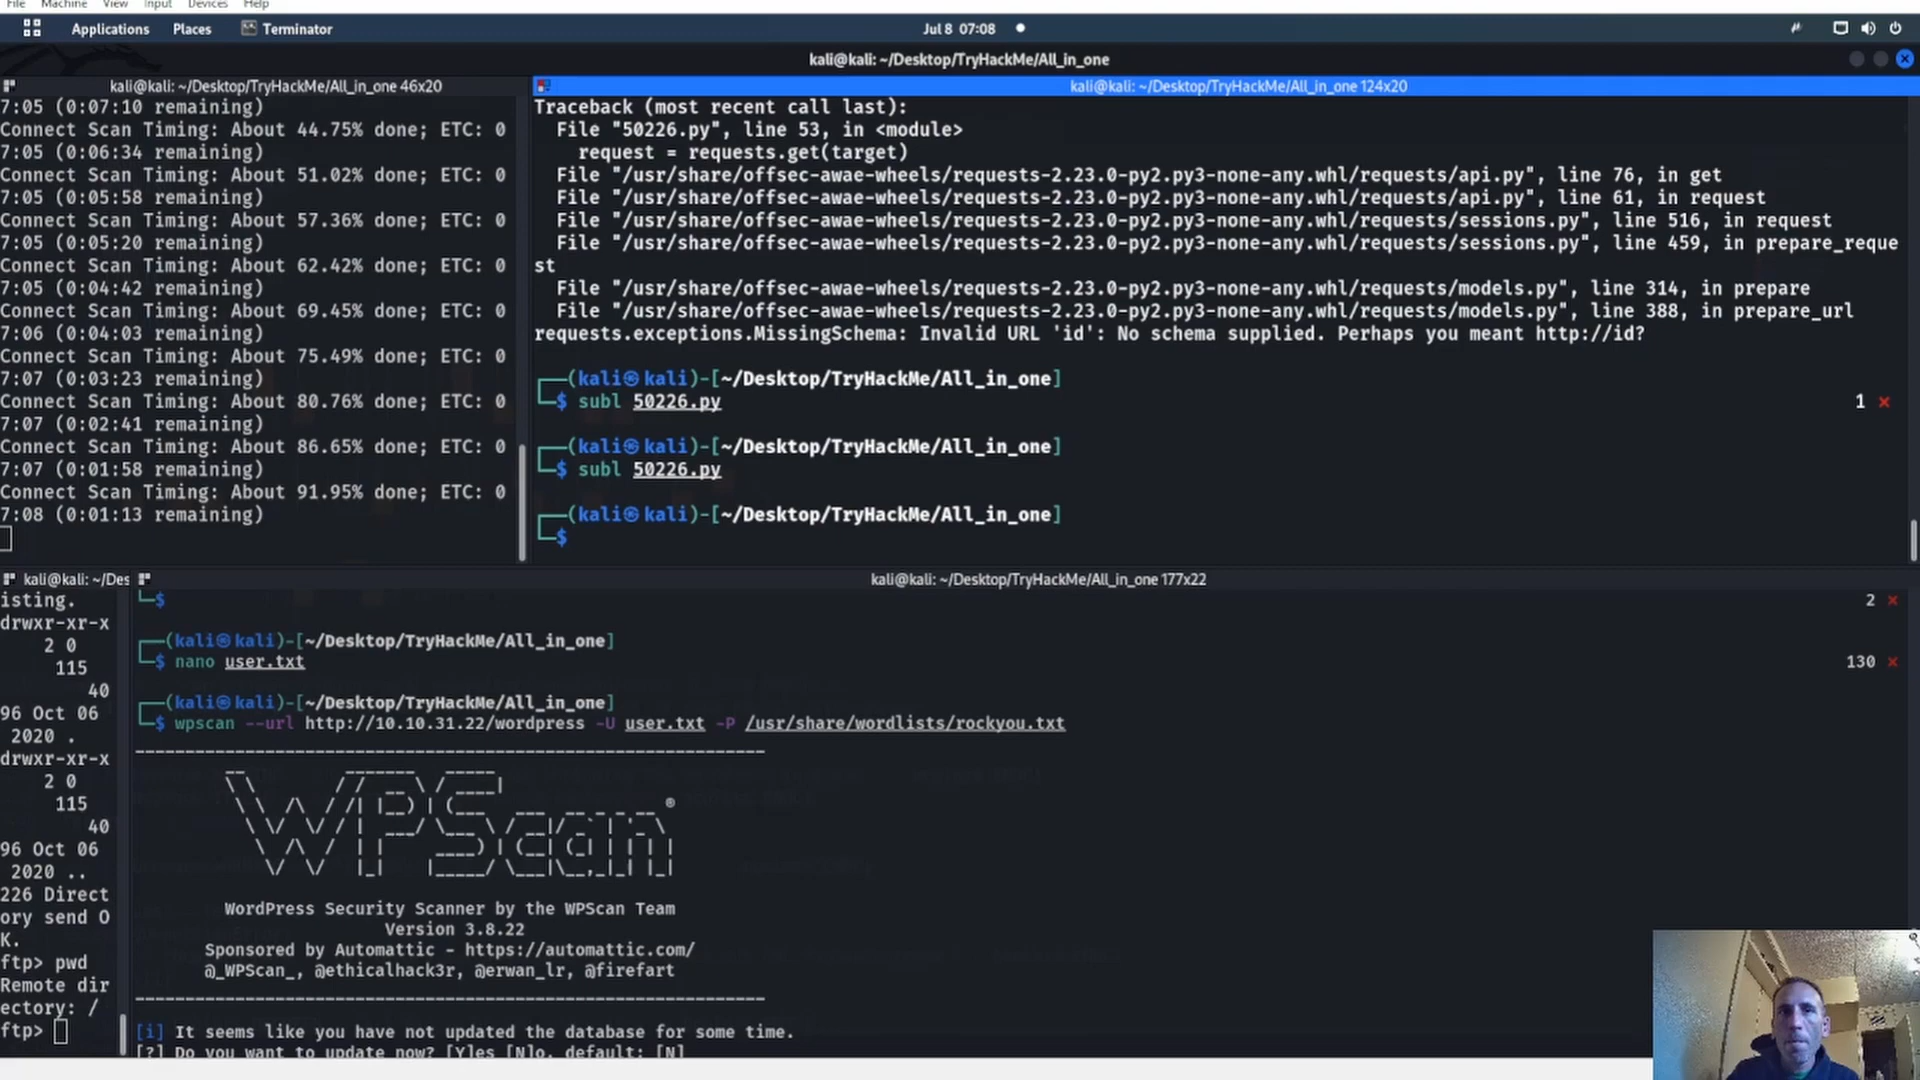 File Machine View Input Devices Help
Applications Places Terminator Jul 8 07:08
kali@kali: ~/Desktop/TryHackMe/All_in_one
kali@kali: ~/Desktop/TryHackMe/All_in_one 46x20
7:05 (0:07:10 remaining)
Connect Scan Timing: About 44.75% done; ETC: 0
7:05 (0:06:34 remaining)
Connect Scan Timing: About 51.02% done; ETC: 0
7:05 (0:05:58 remaining)
Connect Scan Timing: About 57.36% done; ETC: 0
7:05 (0:05:20 remaining)
Connect Scan Timing: About 62.42% done; ETC: 0
7:05 (0:04:42 remaining)
Connect Scan Timing: About 69.45% done; ETC: 0
7:06 (0:04:03 remaining)
Connect Scan Timing: About 75.49% done; ETC: 0
7:07 (0:03:23 remaining)
Connect Scan Timing: About 80.76% done; ETC: 0
7:07 (0:02:41 remaining)
Connect Scan Timing: About 86.65% done; ETC: 0
7:07 (0:01:58 remaining)
Connect Scan Timing: About 91.95% done; ETC: 0
7:08 (0:01:13 remaining)
kali@kali: ~/Desktop/TryHackMe/All_in_one 124x20
Traceback (most recent call last):
File "50226.py", line 53, in <module>
request = requests.get(target)
File "/usr/share/offsec-awae-wheels/requests-2.23.0-py2.py3-none-any.whl/requests/api.py", line 76, in get
File "/usr/share/offsec-awae-wheels/requests-2.23.0-py2.py3-none-any.whl/requests/api.py", line 61, in request
File "/usr/share/offsec-awae-wheels/requests-2.23.0-py2.py3-none-any.whl/requests/sessions.py", line 516, in request
File "/usr/share/offsec-awae-wheels/requests-2.23.0-py2.py3-none-any.whl/requests/sessions.py", line 459, in prepare_reque
st
File "/usr/share/offsec-awae-wheels/requests-2.23.0-py2.py3-none-any.whl/requests/models.py", line 314, in prepare
File "/usr/share/offsec-awae-wheels/requests-2.23.0-py2.py3-none-any.whl/requests/models.py", line 388, in prepare_url
requests.exceptions.MissingSchema: Invalid URL 'id': No schema supplied. Perhaps you meant http://id?
┌──(kali㉿kali)-[~/Desktop/TryHackMe/All_in_one]
└─$ subl 50226.py 1 ✗
┌──(kali㉿kali)-[~/Desktop/TryHackMe/All_in_one]
└─$ subl 50226.py
┌──(kali㉿kali)-[~/Desktop/TryHackMe/All_in_one]
└─$
kali@kali: ~/Des
isting.
drwxr-xr-x
2 0
115
40
96 Oct 06
2020 .
drwxr-xr-x
2 0
115
40
96 Oct 06
2020 ..
226 Direct
ory send O
K.
ftp> pwd
Remote dir
ectory: /
ftp>
kali@kali: ~/Desktop/TryHackMe/All_in_one 177x22
└─$ 2 ✗
┌──(kali㉿kali)-[~/Desktop/TryHackMe/All_in_one]
└─$ nano user.txt 130 ✗
┌──(kali㉿kali)-[~/Desktop/TryHackMe/All_in_one]
└─$ wpscan --url http://10.10.31.22/wordpress -U user.txt -P /usr/share/wordlists/rockyou.txt
WPScan ®
WordPress Security Scanner by the WPScan Team
Version 3.8.22
Sponsored by Automattic - https://automattic.com/
@_WPScan_, @ethicalhack3r, @erwan_lr, @firefart
[i] It seems like you have not updated the database for some time.
[?] Do you want to update now? [Y]es [N]o, default: [N]